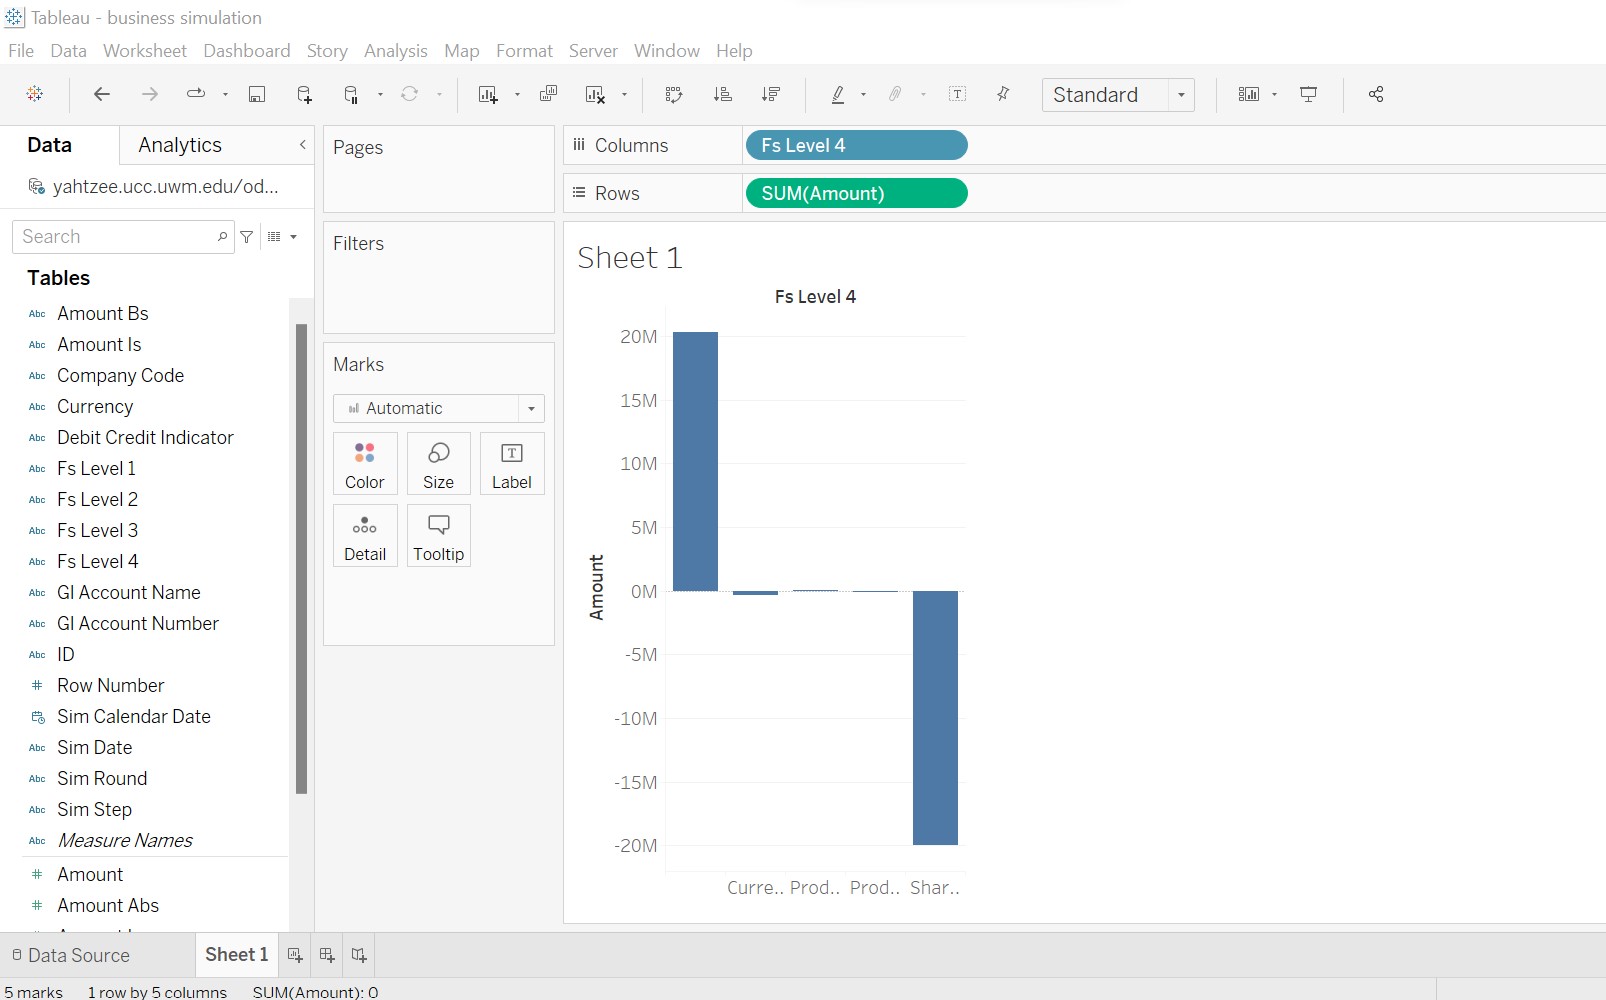 Tableau - business simulation
File Data Worksheet Dashboard Story Analysis Map Format Server Window Help
Standard
Data Analytics
yahtzee.ucc.uwm.edu/od...
Search
Tables
Abc Amount Bs
Abc Amount Is
Abc Company Code
Abc Currency
Abc Debit Credit Indicator
Abc Fs Level 1
Abc Fs Level 2
Abc Fs Level 3
Abc Fs Level 4
Abc Gl Account Name
Abc Gl Account Number
Abc ID
# Row Number
Sim Calendar Date
Abc Sim Date
Abc Sim Round
Abc Sim Step
Abc Measure Names
# Amount
# Amount Abs
Pages
Filters
Marks
Automatic
Color Size T Label
Detail Tooltip
Columns Fs Level 4
Rows SUM(Amount)
Sheet 1
Fs Level 4
20M
15M
10M
5M
0M
-5M
-10M
-15M
-20M
Amount
Curre.. Prod.. Prod.. Shar..
Data Source Sheet 1
5 marks 1 row by 5 columns SUM(Amount): 0